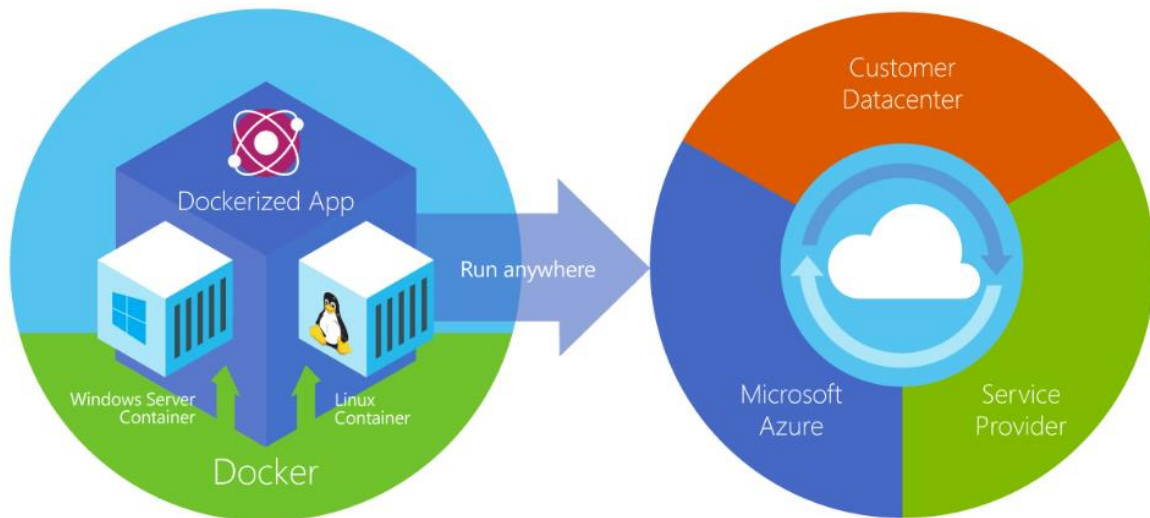 Dockerized App
Windows Server
Container
Linux
Container
Docker
Run anywhere
Customer
Datacenter
Microsoft
Azure
Service
Provider